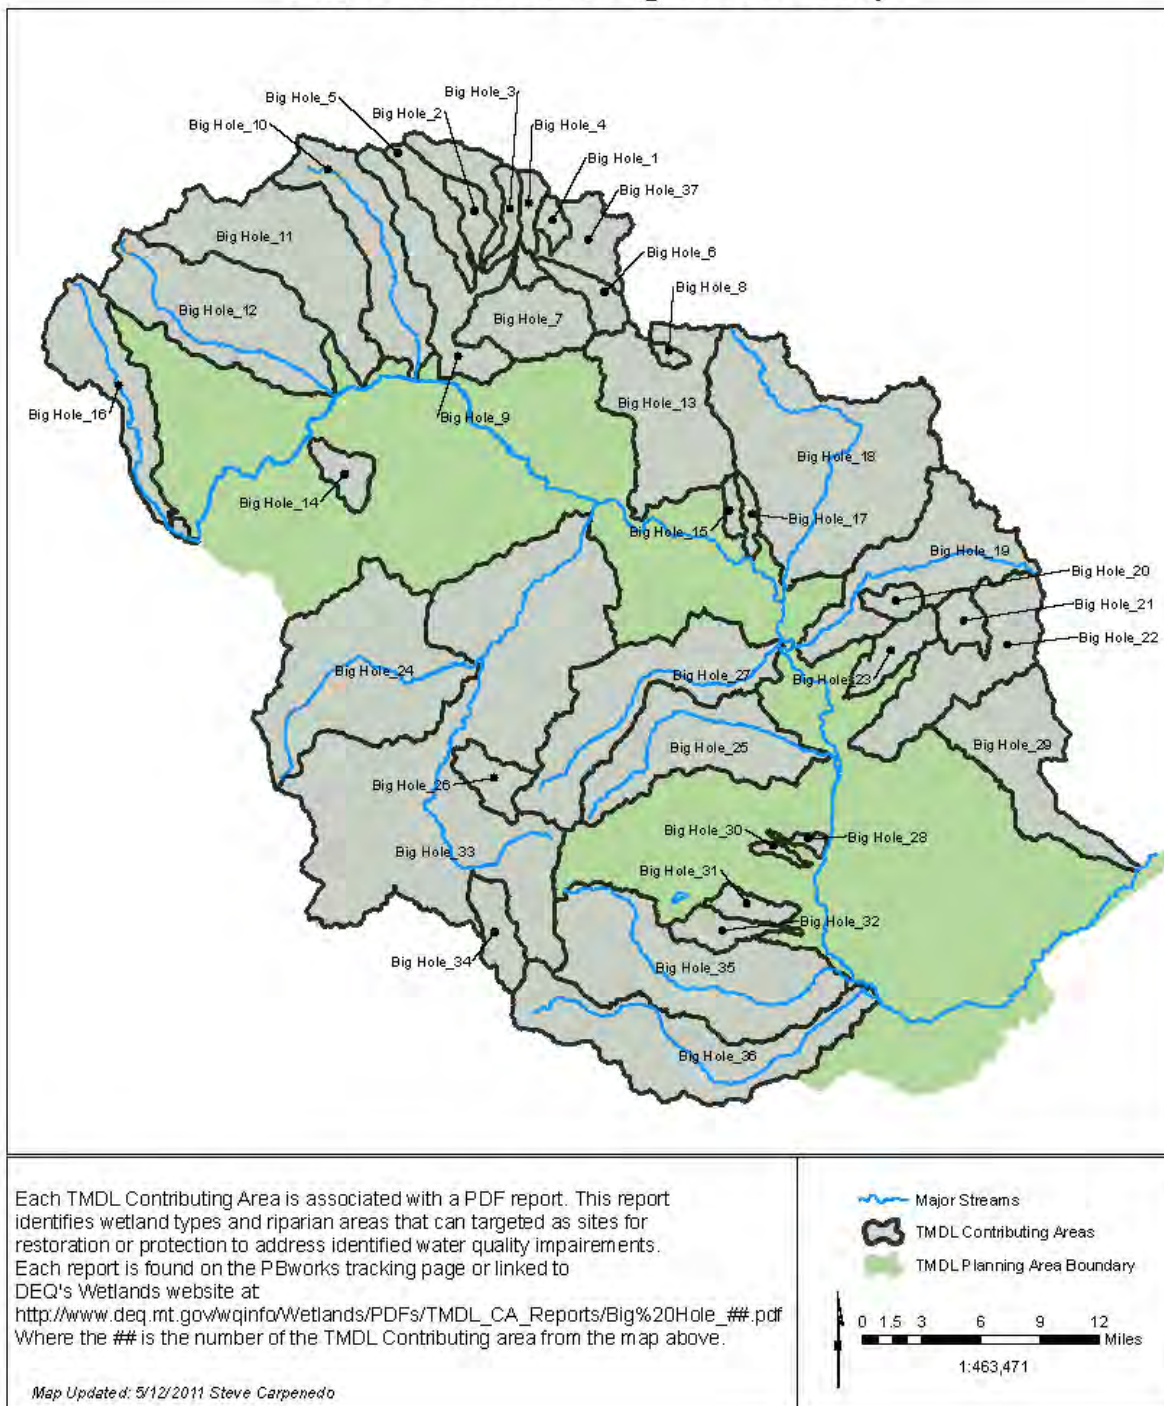 Big Hole_3
Big Hole_5
Big Hole_2
Big Hole_10
Big Hole_4
Big Hole_1
Big Hole_37
Big Hole_11
Big Hole_6
Big Hole_8
Big Hole_12
Big Hole_7
Big Hole_13
Big Hole_16
Big Hole_9
Big Hole_18
Big Hole_14
Big Hole_17
Big Hole_15
Big Hole_19
Big Hole_20
Big Hole_21
Big Hole_22
Big Hole_24
Big Hole_27
Big Hole_23
Big Hole_25
Big Hole_29
Big Hole_26
Big Hole_30
Big Hole_28
Big Hole_33
Big Hole_31
Big Hole_32
Big Hole_34
Big Hole_35
Big Hole_36
Each TMDL Contributing Area is associated with a PDF report. This report
identifies wetland types and riparian areas that can targeted as sites for
restoration or protection to address identified water quality impairements.
Each report is found on the PBworks tracking page or linked to
DEQ's Wetlands website at
http://www.deq.mt.gov/wqinfo/Wetlands/PDFs/TMDL_CA_Reports/Big%20Hole_##.pdf
Where the ## is the number of the TMDL Contributing area from the map above.
Map Updated: 5/12/2011 Steve Carpenedo
Major Streams
TMDL Contributing Areas
TMDL Planning Area Boundary
0 1.5 3 6 9 12
Miles
1:463,471